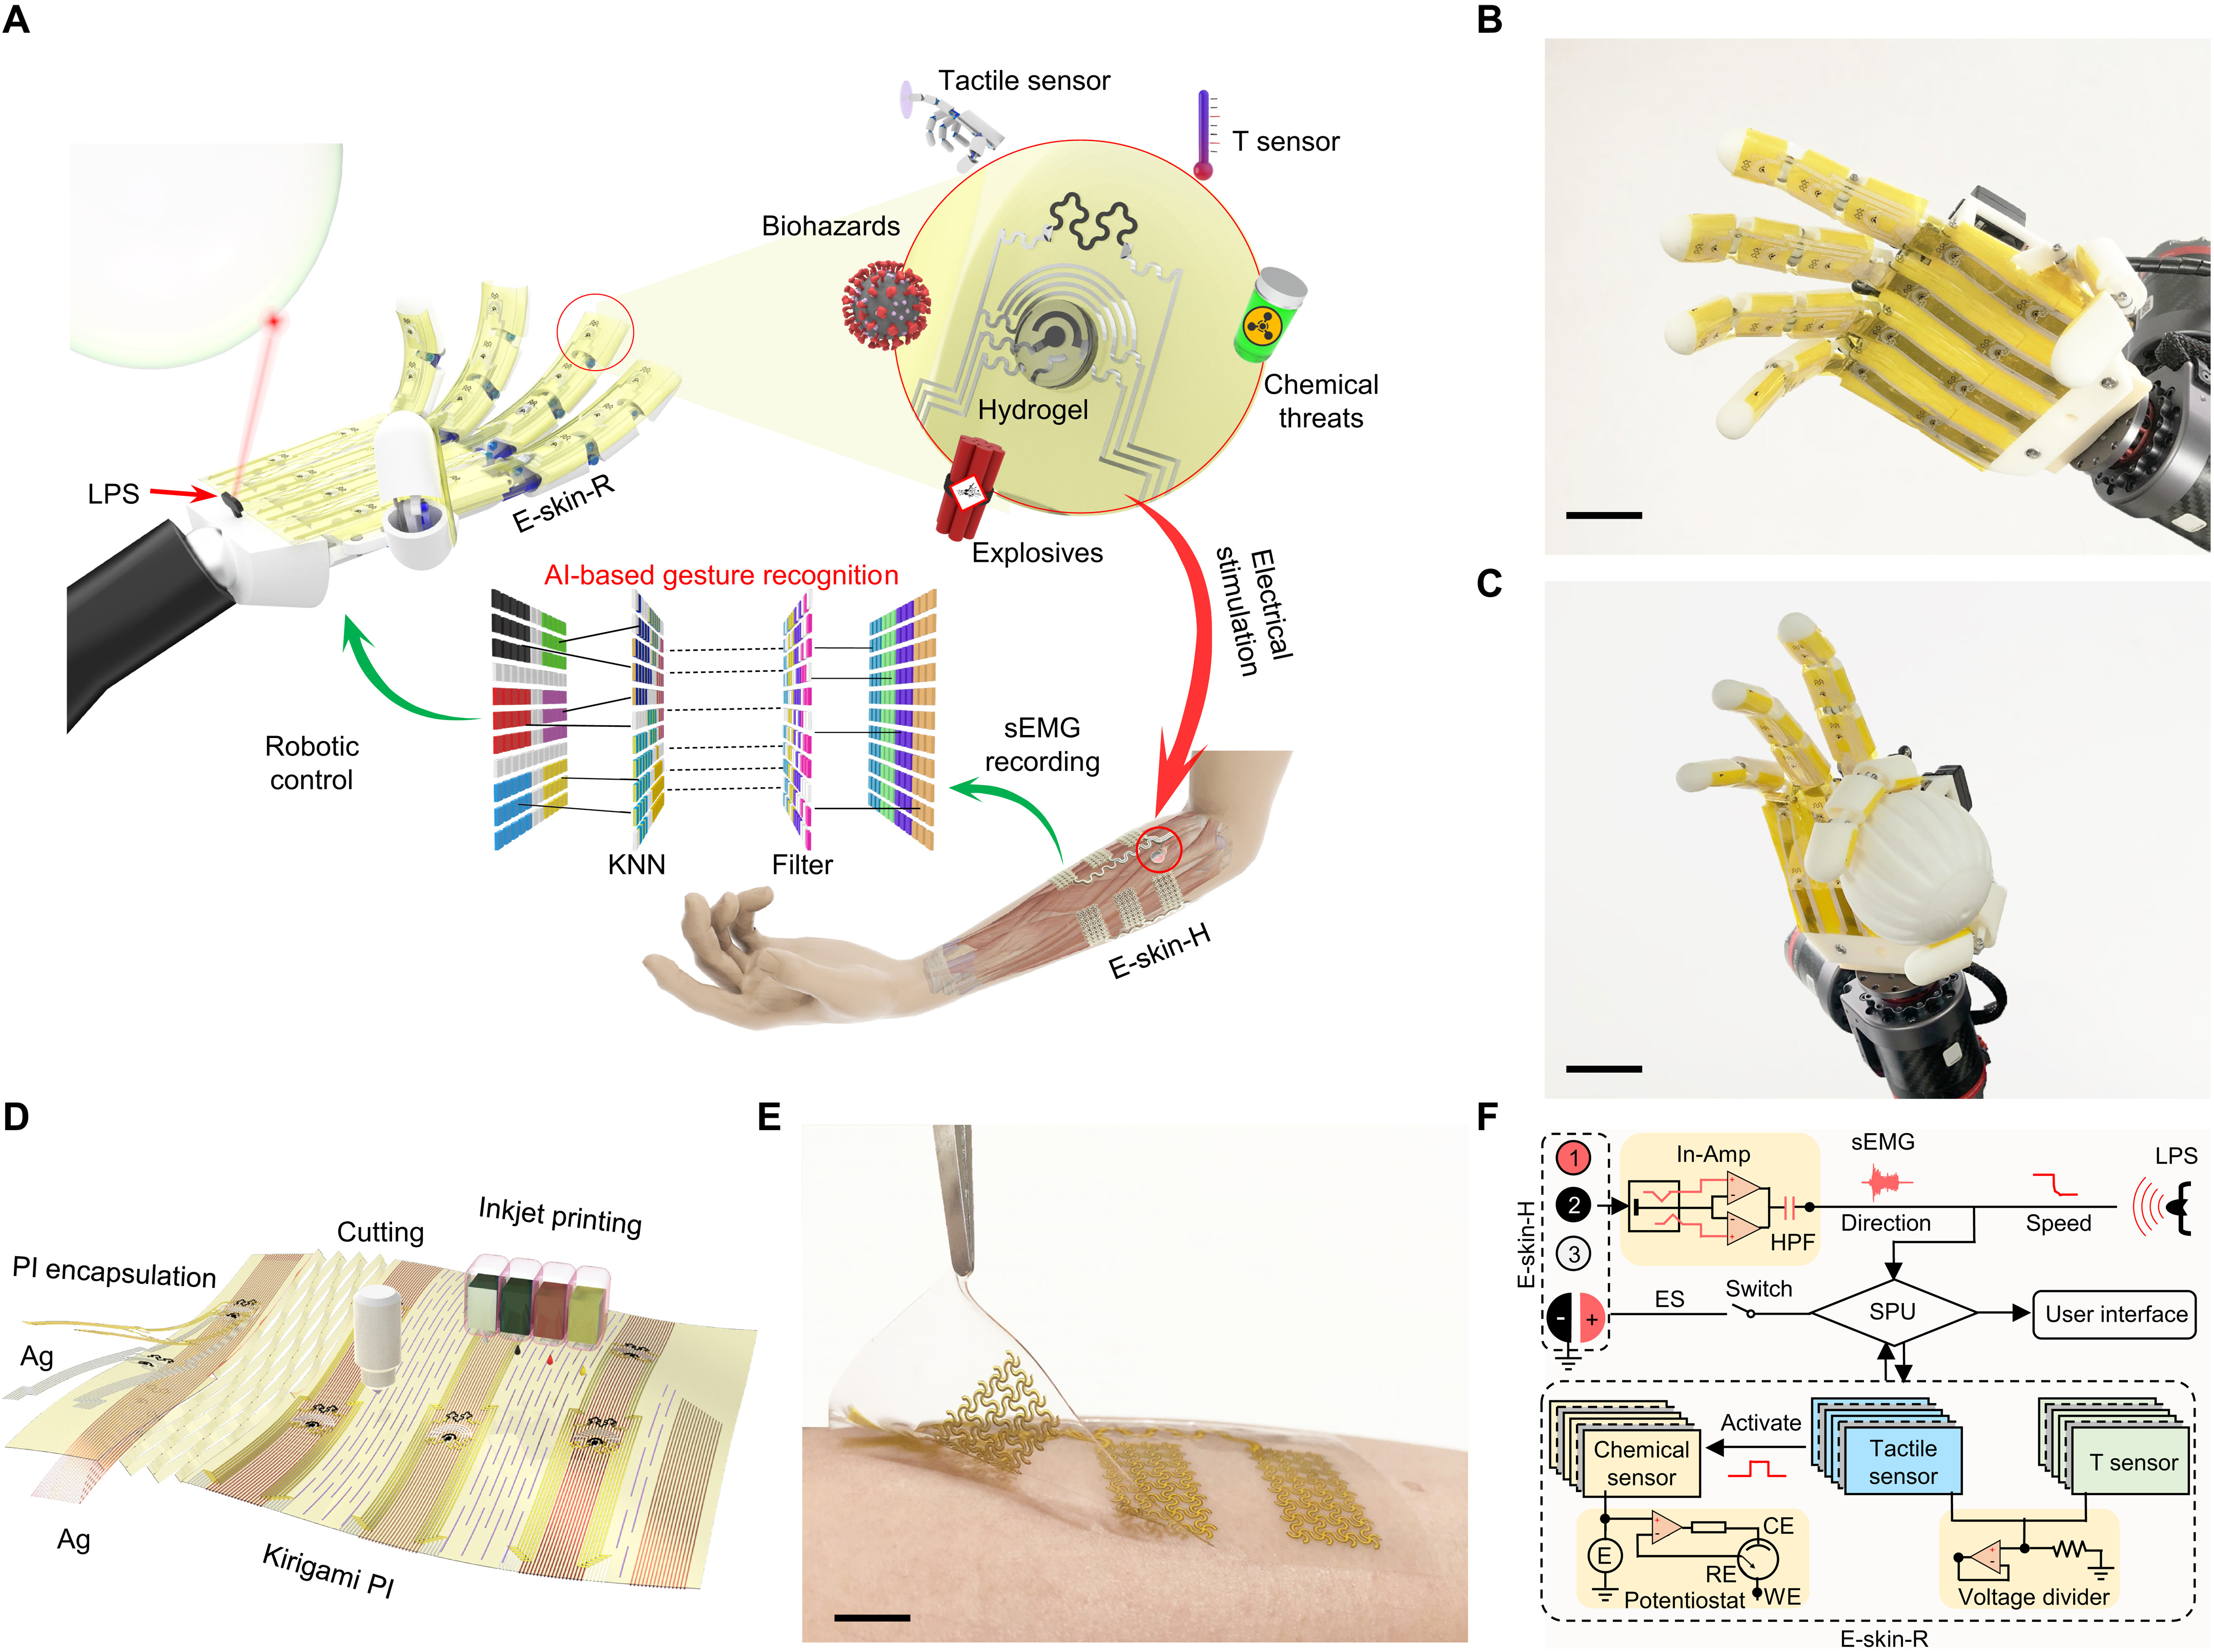 A
Tactile sensor
T sensor
Biohazards
Hydrogel
Chemical
threats
LPS
E-skin-R
Explosives
Electrical
stimulation
AI-based gesture recognition
Robotic
control
sEMG
recording
KNN
Filter
E-skin-H
B
C
D
Inkjet printing
Cutting
PI encapsulation
Ag
Ag
Kirigami PI
E
F
E-skin-H
1
2
3
- +
In-Amp
HPF
sEMG
Direction
Speed
LPS
ES
Switch
SPU
User interface
Chemical
sensor
Activate
Tactile
sensor
T sensor
+
-
-
+
E
+
-
CE
RE
WE
Potentiostat
+
-
Voltage divider
E-skin-R